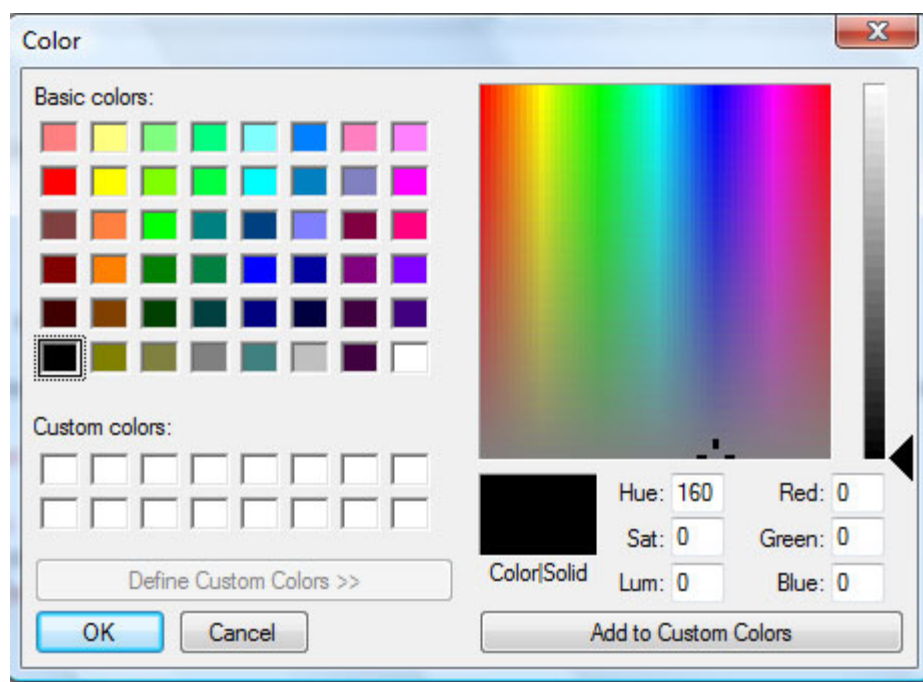 Color
Basic colors:
Custom colors:
Define Custom Colors >>
OK Cancel
Color|Solid
Hue: 160 Red: 0
Sat: 0 Green: 0
Lum: 0 Blue: 0
Add to Custom Colors